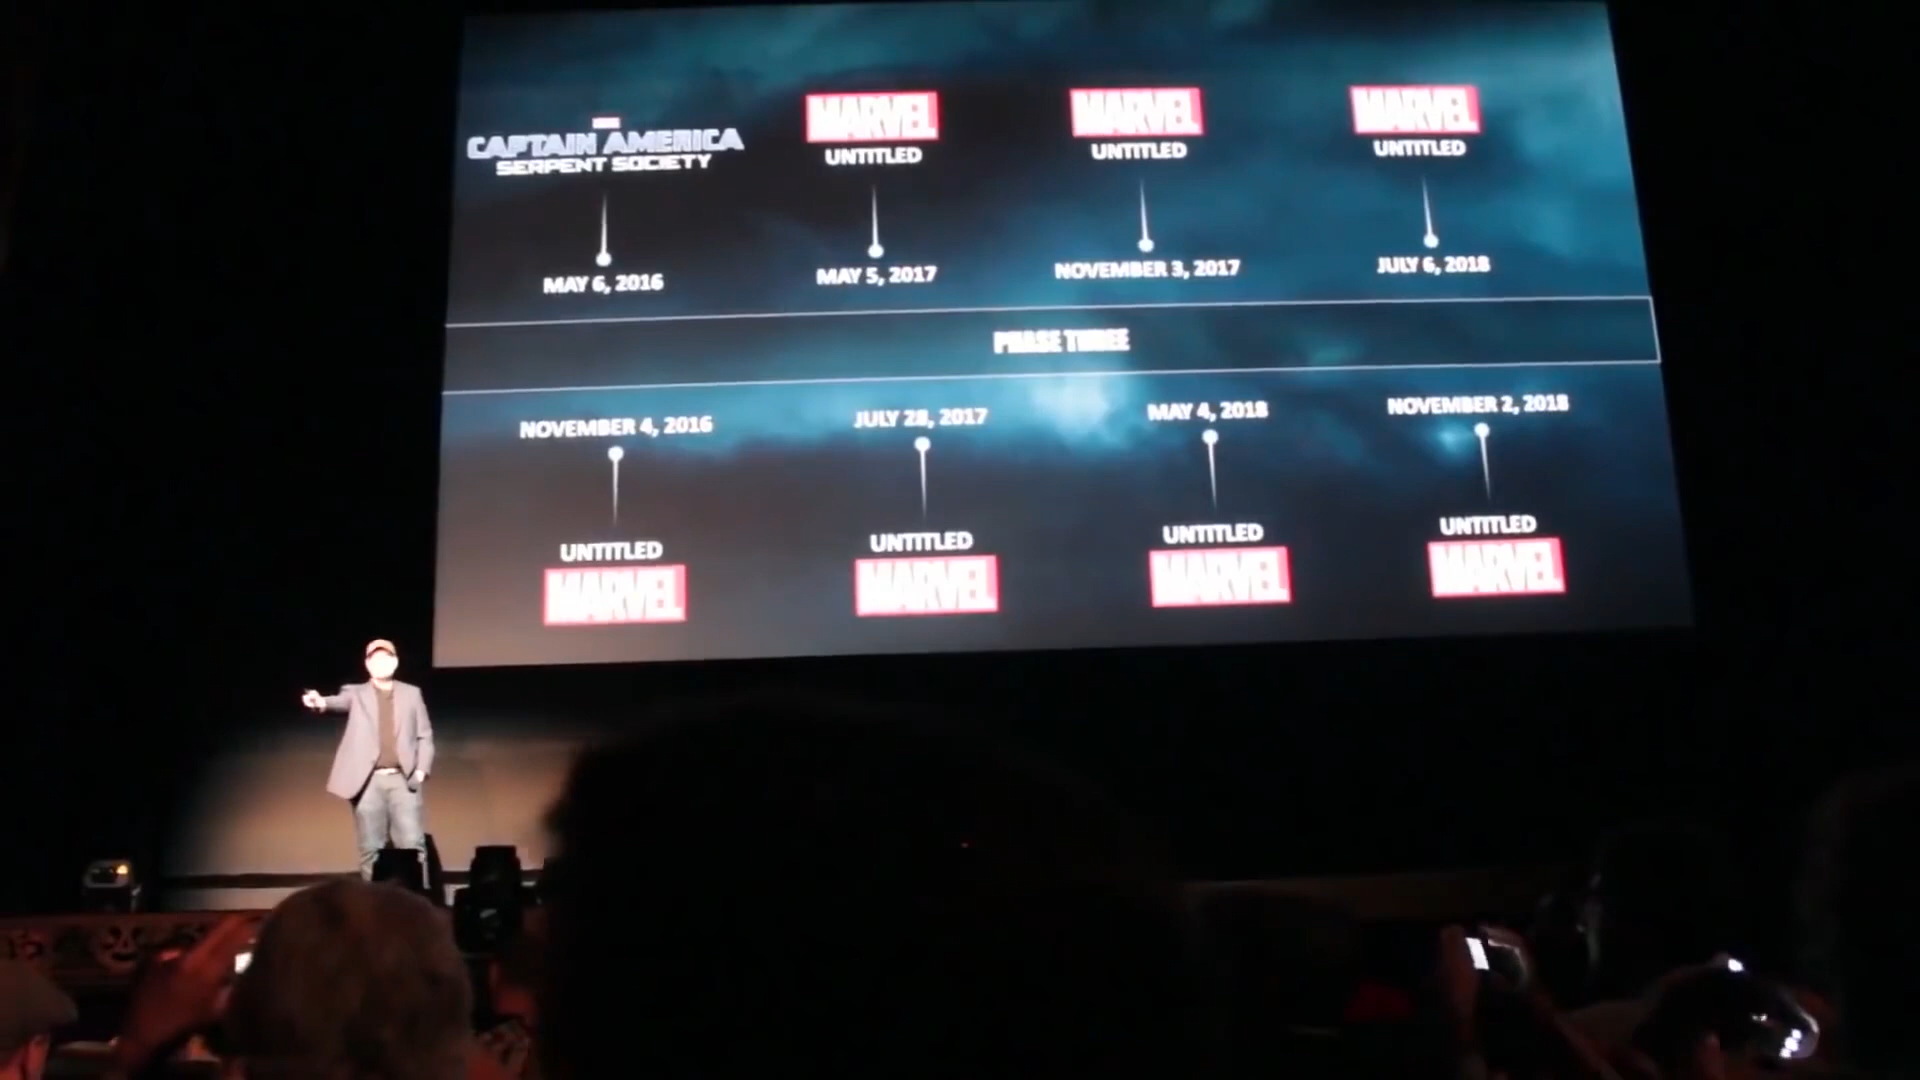 CAPTAIN AMERICA
SERPENT SOCIETY
MAY 6, 2016
MARVEL
UNTITLED
MAY 5, 2017
MARVEL
UNTITLED
NOVEMBER 3, 2017
MARVEL
UNTITLED
JULY 6, 2018
PHASE THREE
NOVEMBER 4, 2016
UNTITLED
MARVEL
JULY 28, 2017
UNTITLED
MARVEL
MAY 4, 2018
UNTITLED
MARVEL
NOVEMBER 2, 2018
UNTITLED
MARVEL